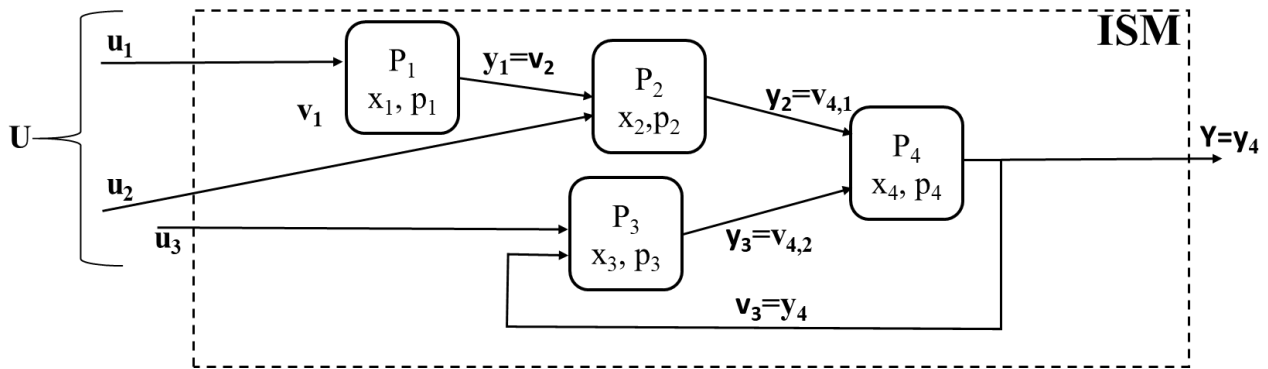 ISM
u₁
P₁
x₁, p₁
y₁=v₂
v₁
P₂
x₂,p₂
y₂=v₄,₁
U
P₄
x₄, p₄
Y=y₄
u₂
u₃
P₃
x₃, p₃
y₃=v₄,₂
v₃=y₄